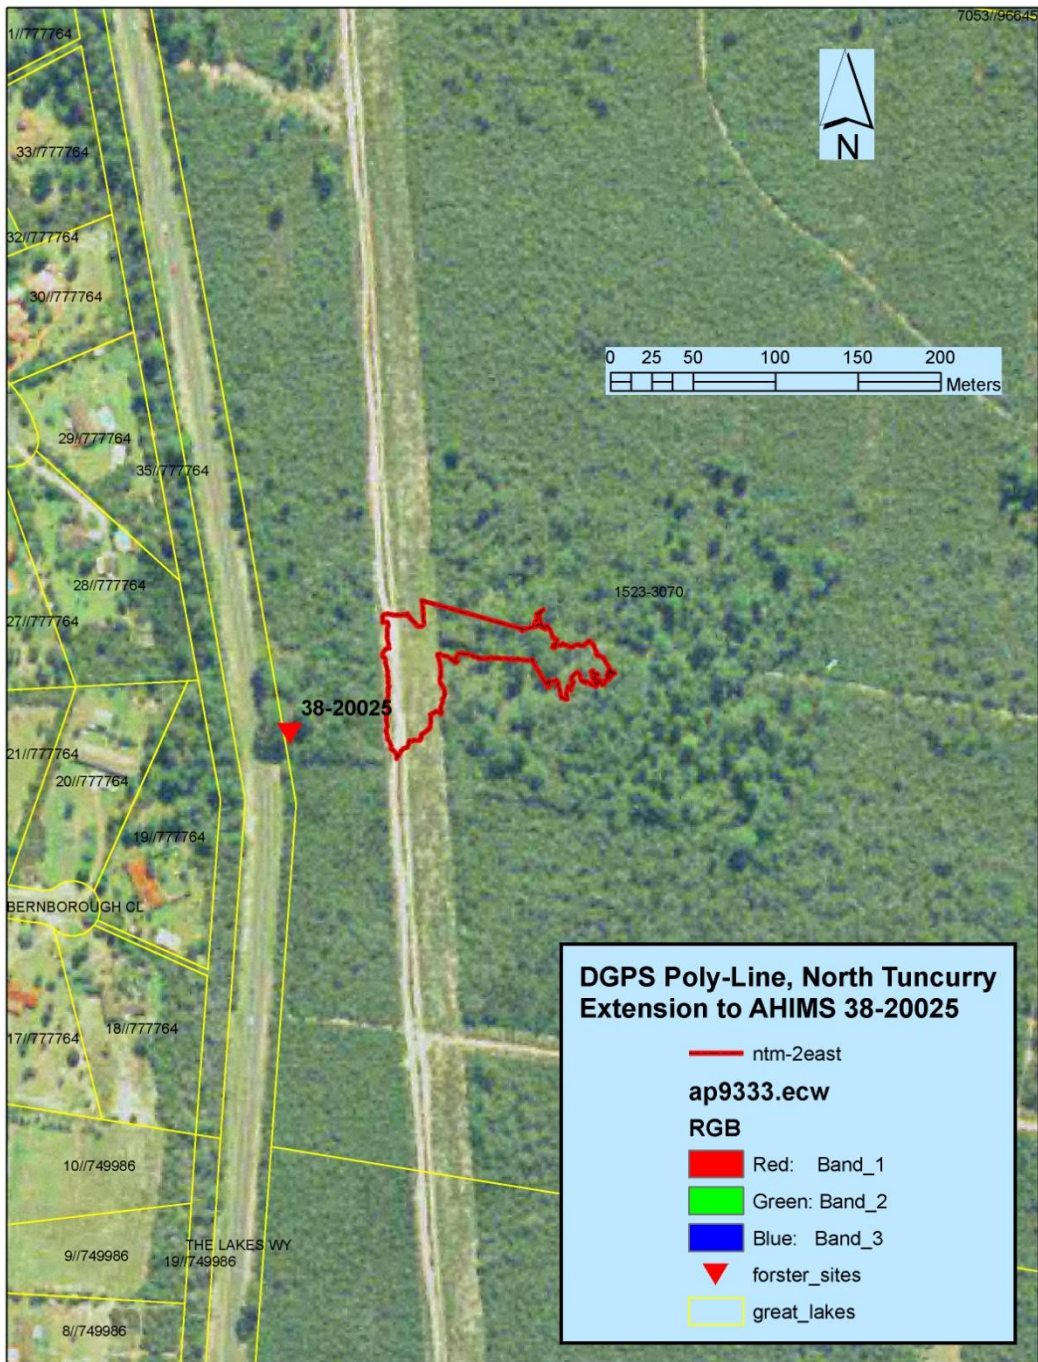 1//777764
7053//96645
33//777764
N
32//777764
30//777764
0 25 50 100 150 200
Meters
29//777764
35//777764
28//777764
1523-3070
27//777764
38-20025
21//777764
20//777764
19//777764
BERNBOROUGH CL
DGPS Poly-Line, North Tuncurry
Extension to AHIMS 38-20025
ntm-2east
ap9333.ecw
RGB
Red: Band_1
Green: Band_2
Blue: Band_3
forster_sites
great_lakes
17//777764
18//777764
10//749986
THE LAKES WY
9//749986
19//749986
8//749986